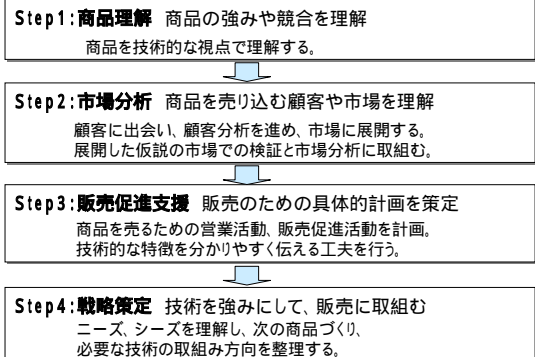 Step1:商品理解 商品の強みや競合を理解
商品を技術的な視点で理解する。
Step2:市場分析 商品を売り込む顧客や市場を理解
顧客に出会い、顧客分析を進め、市場に展開する。
展開した仮説の市場での検証と市場分析に取組む。
Step3:販売促進支援 販売のための具体的計画を策定
商品を売るための営業活動、販売促進活動を計画。
技術的な特徴を分かりやすく伝える工夫を行う。
Step4:戦略策定 技術を強みにして、販売に取組む
ニーズ、シーズを理解し、次の商品づくり、
必要な技術の取組み方向を整理する。